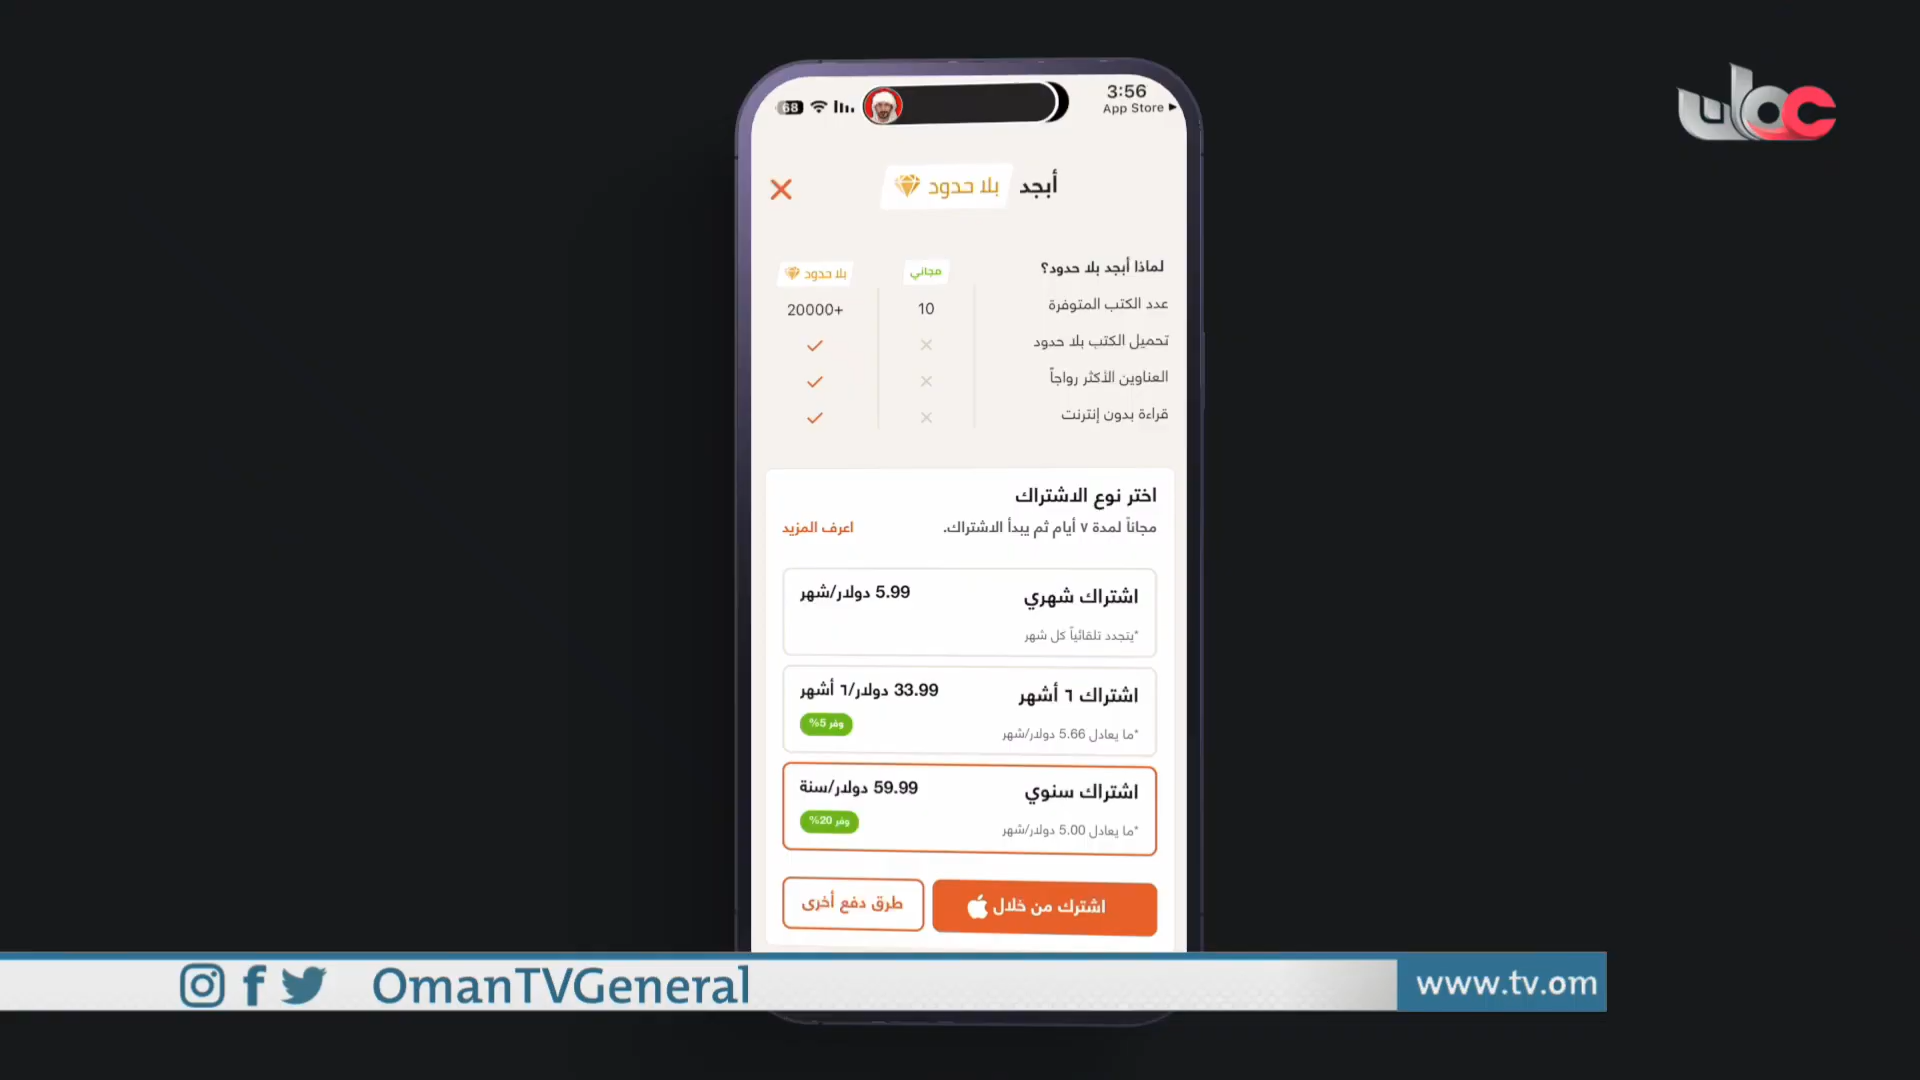 68
3:56
App Store
عمان
أبجد بلا حدود
لماذا أبجد بلا حدود؟ مجاني بلا حدود
عدد الكتب المتوفرة 10 20000+
تحميل الكتب بلا حدود
العناوين الأكثر رواجاً
قراءة بدون إنترنت
اختر نوع الاشتراك
مجاناً لمدة ٧ أيام ثم يبدأ الاشتراك. اعرف المزيد
اشتراك شهري 5.99 دولار/شهر
*يتجدد تلقائياً كل شهر
اشتراك ٦ أشهر 33.99 دولار/٦ أشهر
*ما يعادل 5.66 دولار/شهر وفر 5%
اشتراك سنوي 59.99 دولار/سنة
*ما يعادل 5.00 دولار/شهر وفر 20%
اشترك من خلال طرق دفع أخرى
OmanTVGeneral www.tv.om